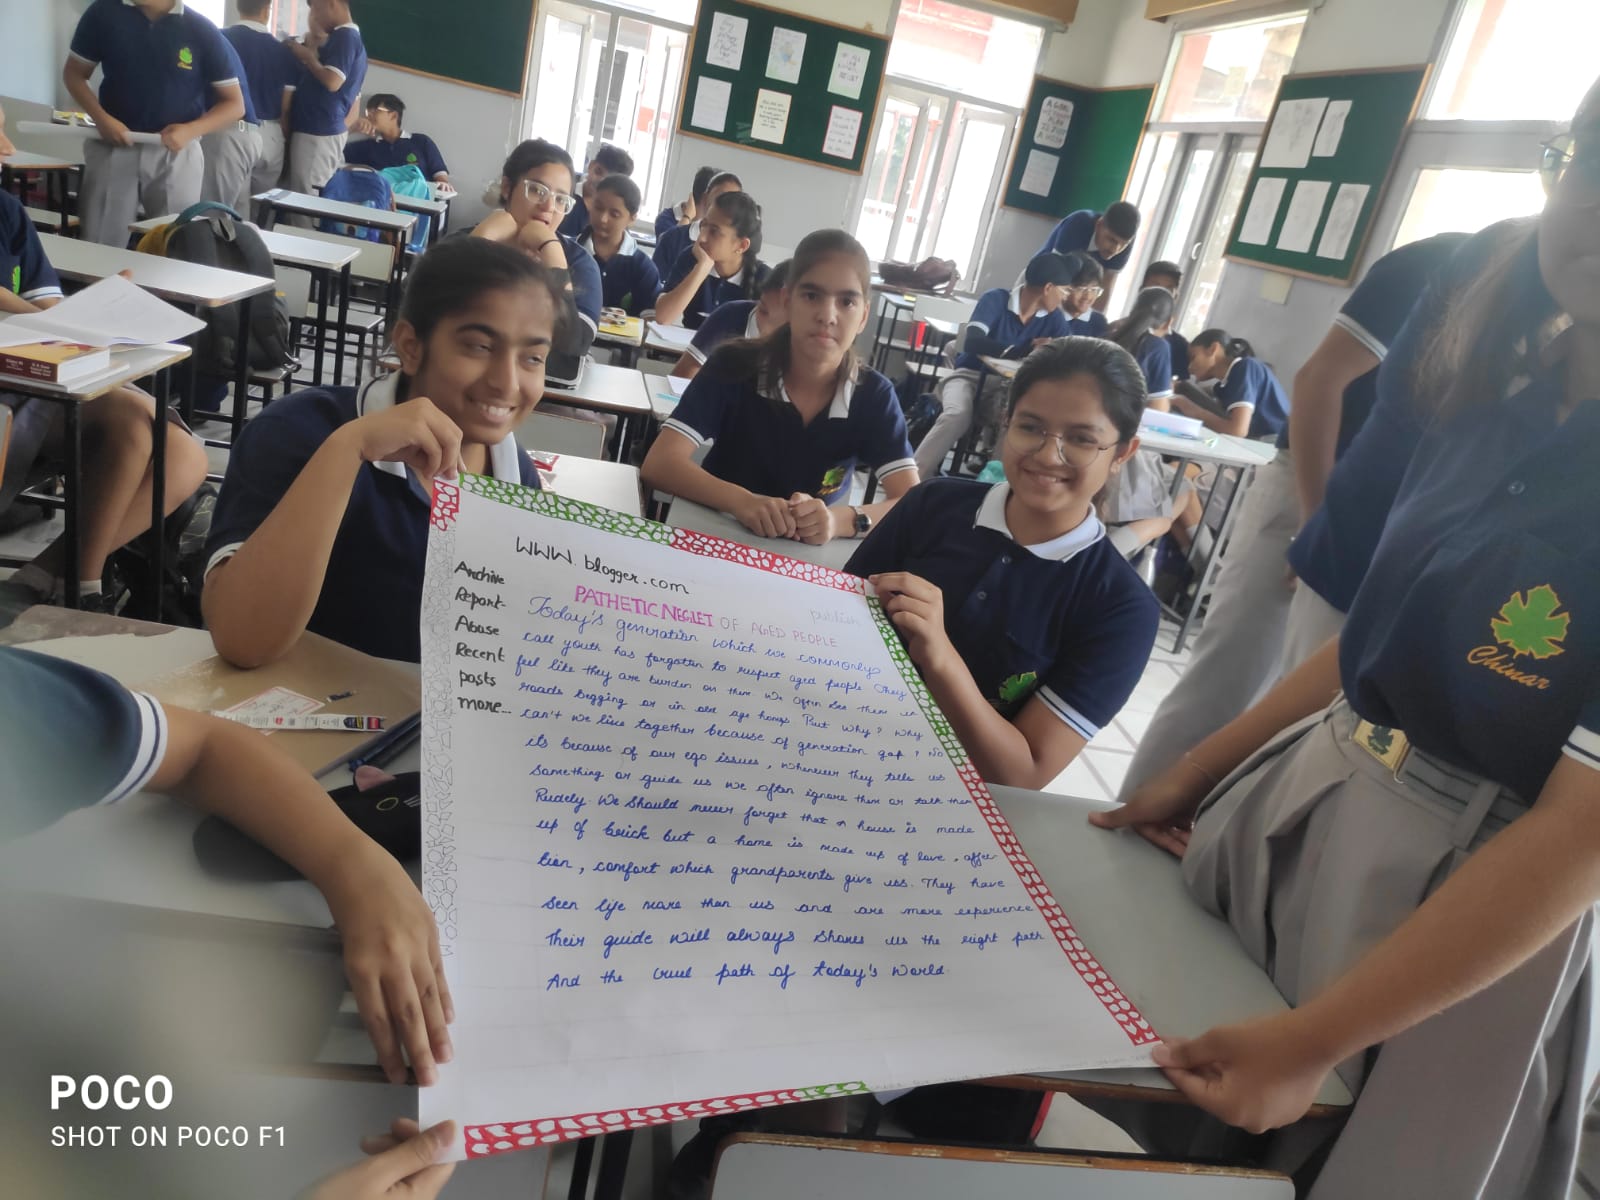 www.blogger.com
PATHETIC NEGLET OF AGED PEOPLE
publish
Archive
Report-
Abuse
Recent
posts
more...
Today's generation which we commonly
call youth has forgotten to respect aged people they
feel like they are burden on them we often see them in
roads begging or in old age homes But why? Why
can't we live together because of generation gap? No
its because of our ego issues, whenever they tells us
something or guide us we often ignore them or talk them
Rudely. We should never forget that a house is made
up of brick but a home is made up of love, affec-
tion, comfort which grandparents give uss. They have
seen life more than us and are more experience
Their guide will always shows us the right path
And the cruel path of today's world.
Chinar
POCO
SHOT ON POCO F1